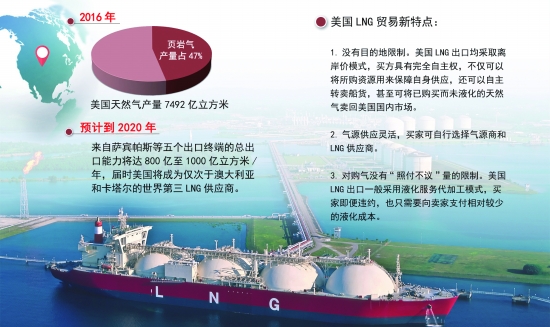 2016年
页岩气
产量占47%
美国天然气产量 7492 亿立方米
预计到 2020 年
来自萨宾帕斯等五个出口终端的总出
口能力将达 800 亿至 1000 亿立方米 /
年，届时美国将成为仅次于澳大利亚
和卡塔尔的世界第三 LNG 供应商。
美国 LNG 贸易新特点：
1. 没有目的地限制。美国 LNG 出口均采取离
岸价模式，买方具有完全自主权，不仅可以
将所购资源用来保障自身供应，还可以自主
转卖船货，甚至可将已购买而未液化的天然
气卖回美国国内市场。
2. 气源供应灵活，买家可自行选择气源商和
LNG 供应商。
3. 对购气没有“照付不议”量的限制。美国
LNG 出口一般采用液化服务代加工模式，买
家即便违约，也只需要向卖家支付相对较少
的液化成本。
L N G